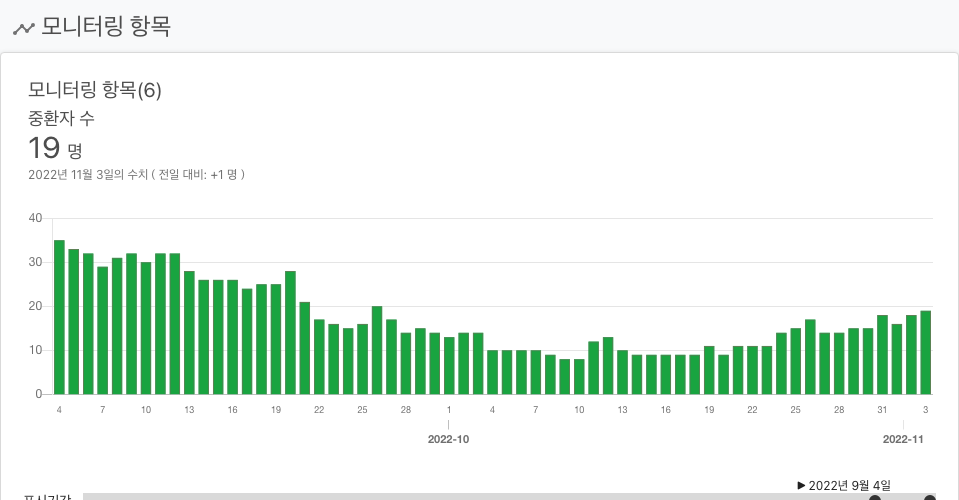 모니터링 항목
모니터링 항목(6)
중환자 수
19 명
2022년 11월 3일의 수치 ( 전일 대비: +1 명 )
40
30
20
10
0
4 7 10 13 16 19 22 25 28 1 4 7 10 13 16 19 22 25 28 31 3
2022-10 2022-11
▶ 2022년 9월 4일
표시기간